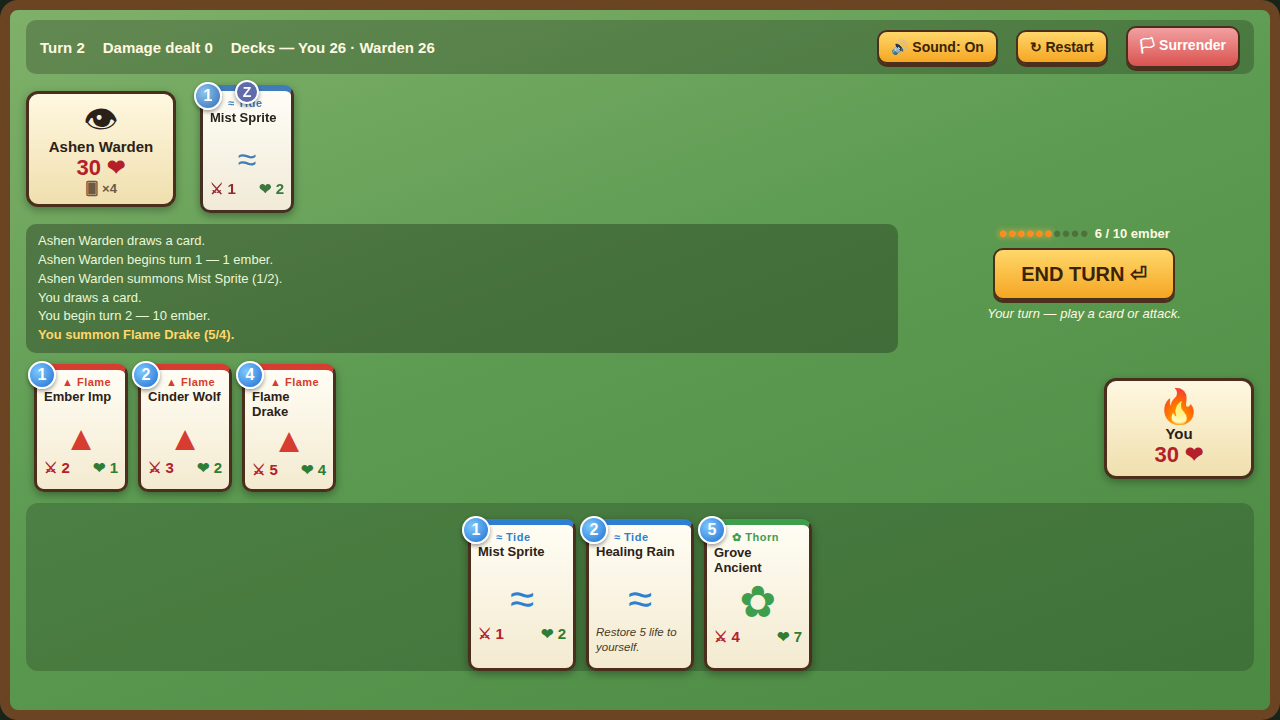 Turn 2 Damage dealt 0 Decks — You 26 · Warden 26
🔊 Sound: On
↻ Restart
🏳 Surrender
Ashen Warden
30 ❤
🂠 ×4
1
Z
≈ Tide
Mist Sprite
≈
⚔ 1 ❤ 2
Ashen Warden draws a card.
Ashen Warden begins turn 1 — 1 ember.
Ashen Warden summons Mist Sprite (1/2).
You draws a card.
You begin turn 2 — 10 ember.
You summon Flame Drake (5/4).
6 / 10 ember
END TURN ⏎
Your turn — play a card or attack.
1
▲ Flame
Ember Imp
▲
⚔ 2 ❤ 1
2
▲ Flame
Cinder Wolf
▲
⚔ 3 ❤ 2
4
▲ Flame
Flame
Drake
▲
⚔ 5 ❤ 4
You
30 ❤
1
≈ Tide
Mist Sprite
≈
⚔ 1 ❤ 2
2
≈ Tide
Healing Rain
≈
Restore 5 life to
yourself.
5
✿ Thorn
Grove
Ancient
✿
⚔ 4 ❤ 7